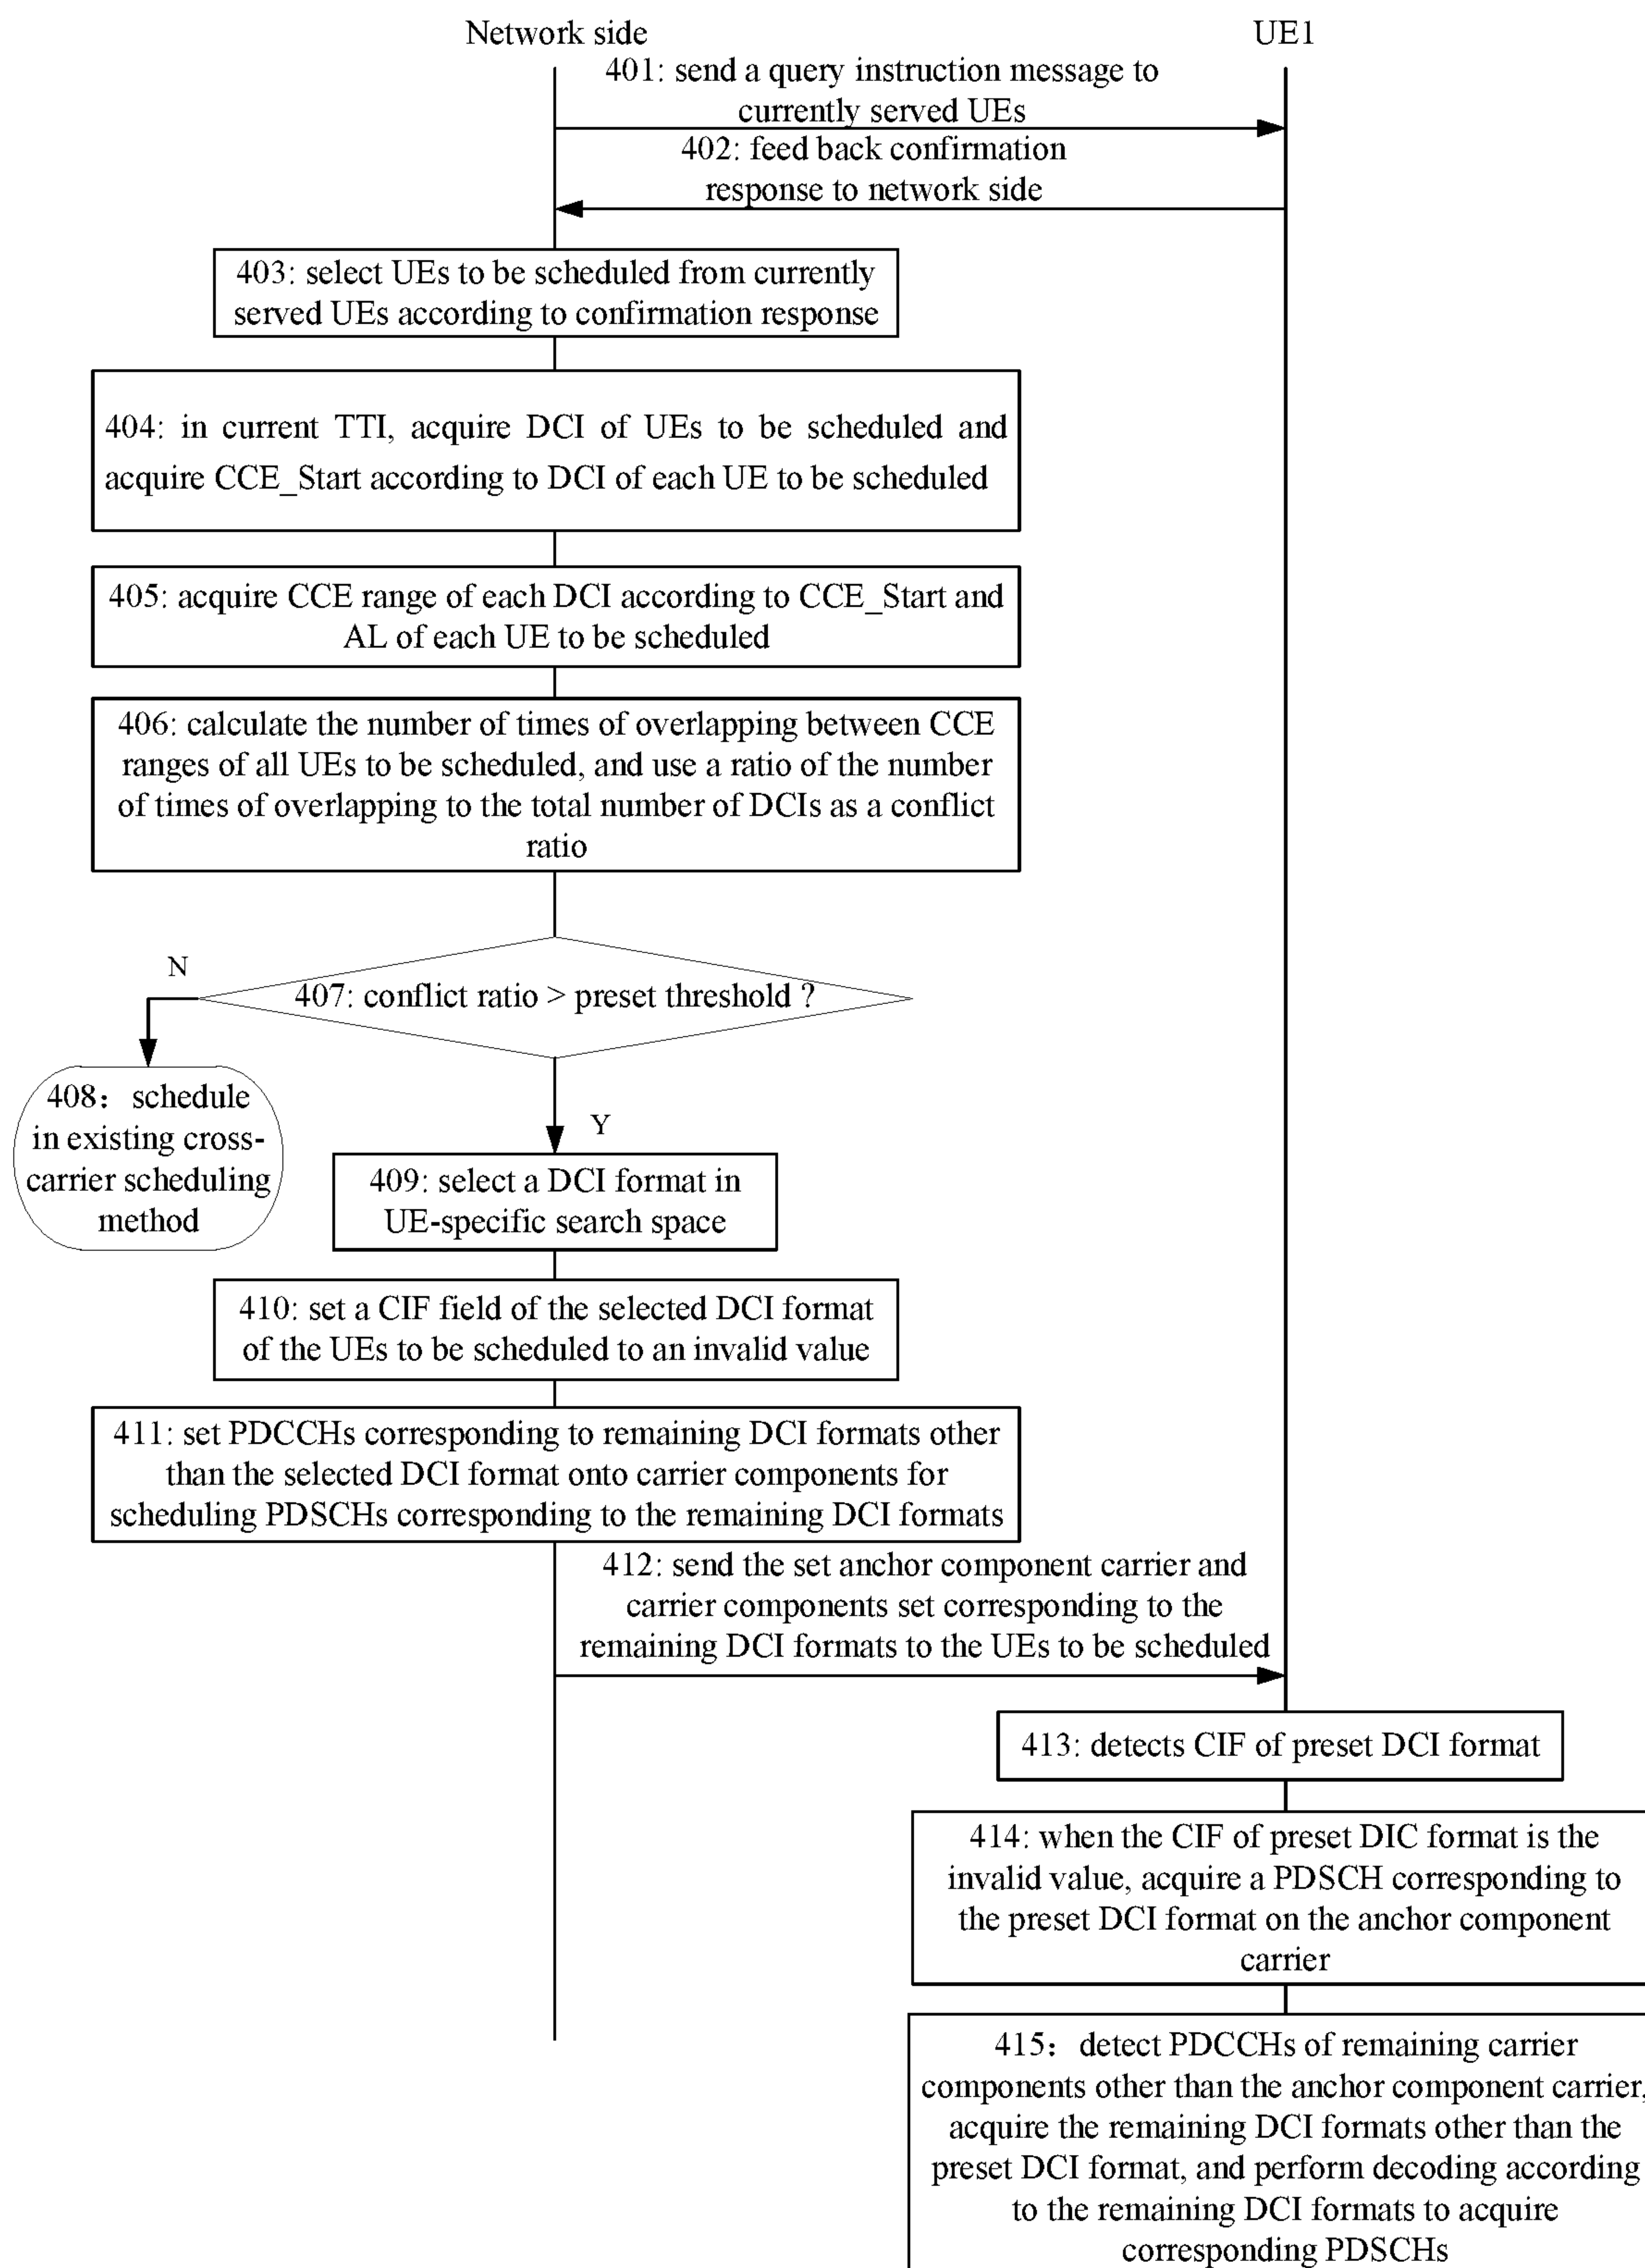 Network side
UE1
401: send a query instruction message to
currently served UEs
402: feed back confirmation
response to network side
403: select UEs to be scheduled from currently
served UEs according to confirmation response
404: in current TTI, acquire DCI of UEs to be scheduled and
acquire CCE_Start according to DCI of each UE to be scheduled
405: acquire CCE range of each DCI according to CCE_Start and
AL of each UE to be scheduled
406: calculate the number of times of overlapping between CCE
ranges of all UEs to be scheduled, and use a ratio of the number
of times of overlapping to the total number of DCIs as a conflict
ratio
N
407: conflict ratio > preset threshold ?
408： schedule
in existing cross-
carrier scheduling
method
Y
409: select a DCI format in
UE-specific search space
410: set a CIF field of the selected DCI format
of the UEs to be scheduled to an invalid value
411: set PDCCHs corresponding to remaining DCI formats other
than the selected DCI format onto carrier components for
scheduling PDSCHs corresponding to the remaining DCI formats
412: send the set anchor component carrier and
carrier components set corresponding to the
remaining DCI formats to the UEs to be scheduled
413: detects CIF of preset DCI format
414: when the CIF of preset DIC format is the
invalid value, acquire a PDSCH corresponding to
the preset DCI format on the anchor component
carrier
415： detect PDCCHs of remaining carrier
components other than the anchor component carrier,
acquire the remaining DCI formats other than the
preset DCI format, and perform decoding according
to the remaining DCI formats to acquire
corresponding PDSCHs